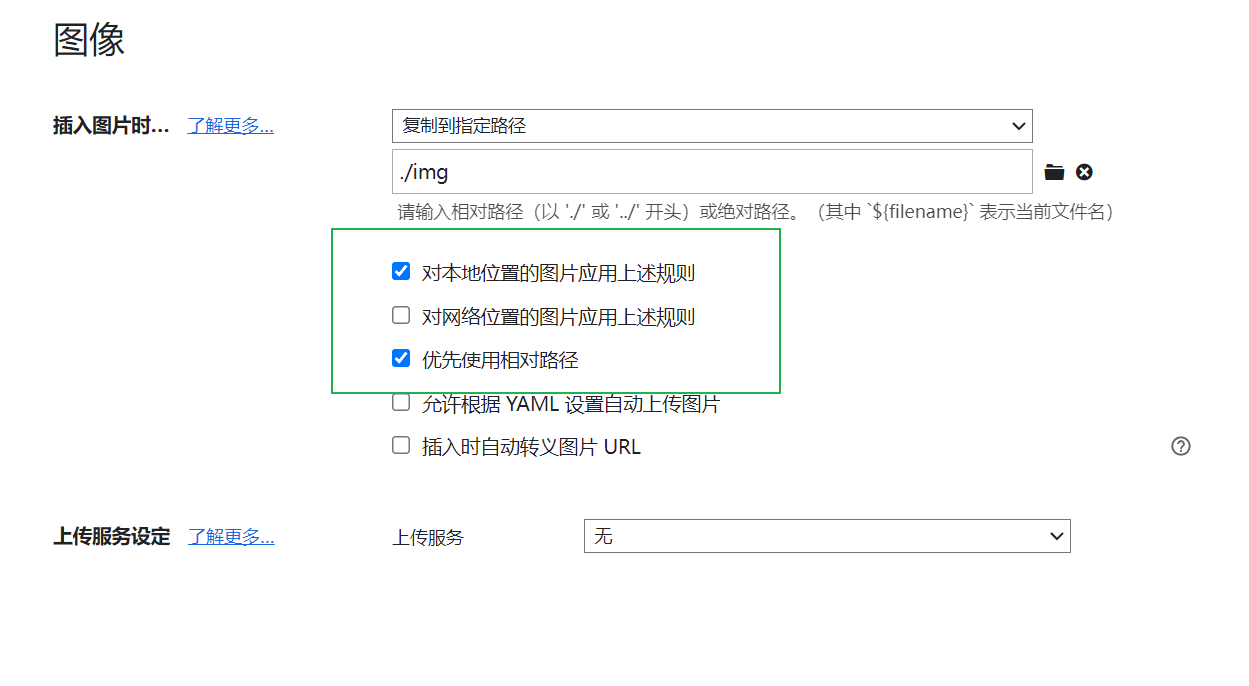 图像
插入图片时... 了解更多... 复制到指定路径
./img
请输入相对路径（以 './' 或 '../' 开头）或绝对路径。（其中 `${filename}` 表示当前文件名）
对本地位置的图片应用上述规则
对网络位置的图片应用上述规则
优先使用相对路径
允许根据 YAML 设置自动上传图片
插入时自动转义图片 URL
上传服务设定 了解更多... 上传服务 无